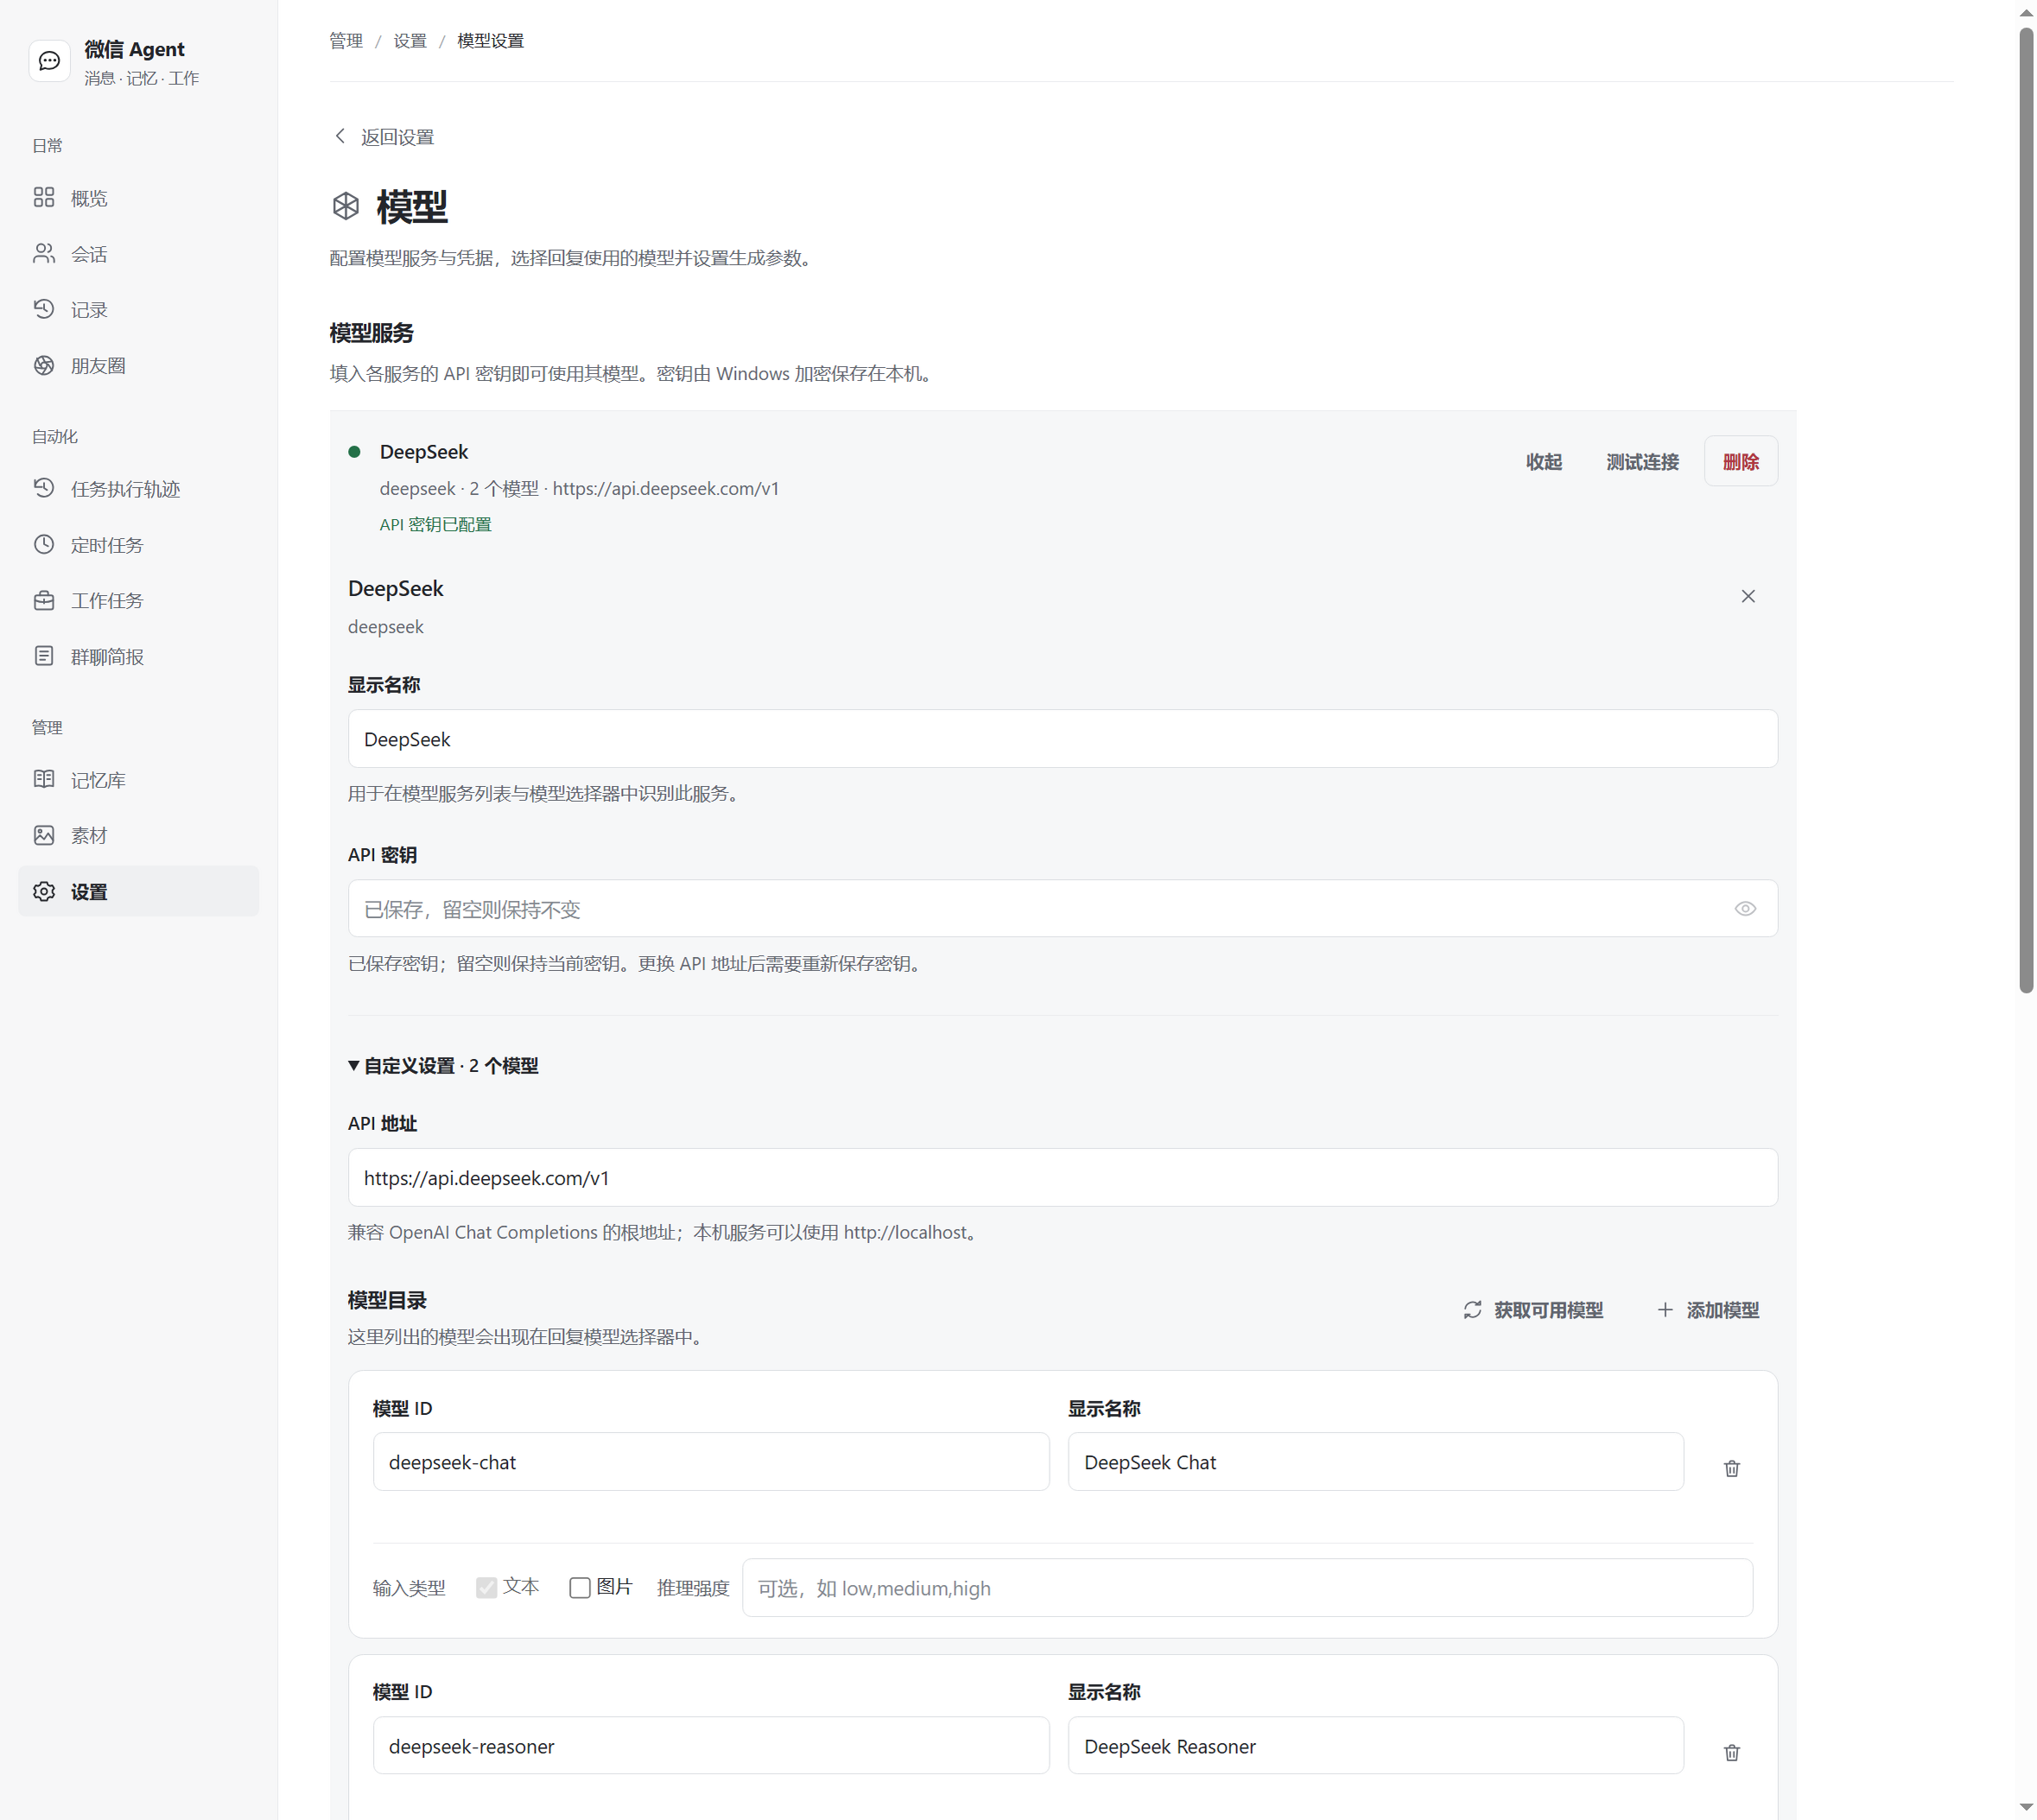 微信 Agent
消息 · 记忆 · 工作
日常
概览
会话
记录
朋友圈
自动化
任务执行轨迹
定时任务
工作任务
群聊简报
管理
记忆库
素材
设置
管理 / 设置 / 模型设置
返回设置
模型
配置模型服务与凭据，选择回复使用的模型并设置生成参数。
模型服务
填入各服务的 API 密钥即可使用其模型。密钥由 Windows 加密保存在本机。
DeepSeek
收起 测试连接 删除
deepseek · 2 个模型 · https://api.deepseek.com/v1
API 密钥已配置
DeepSeek
deepseek
显示名称
DeepSeek
用于在模型服务列表与模型选择器中识别此服务。
API 密钥
已保存，留空则保持不变
已保存密钥；留空则保持当前密钥。更换 API 地址后需要重新保存密钥。
自定义设置 · 2 个模型
API 地址
https://api.deepseek.com/v1
兼容 OpenAI Chat Completions 的根地址；本机服务可以使用 http://localhost。
模型目录
获取可用模型 添加模型
这里列出的模型会出现在回复模型选择器中。
模型 ID 显示名称
deepseek-chat DeepSeek Chat
输入类型 文本 图片 推理强度 可选，如 low,medium,high
模型 ID 显示名称
deepseek-reasoner DeepSeek Reasoner